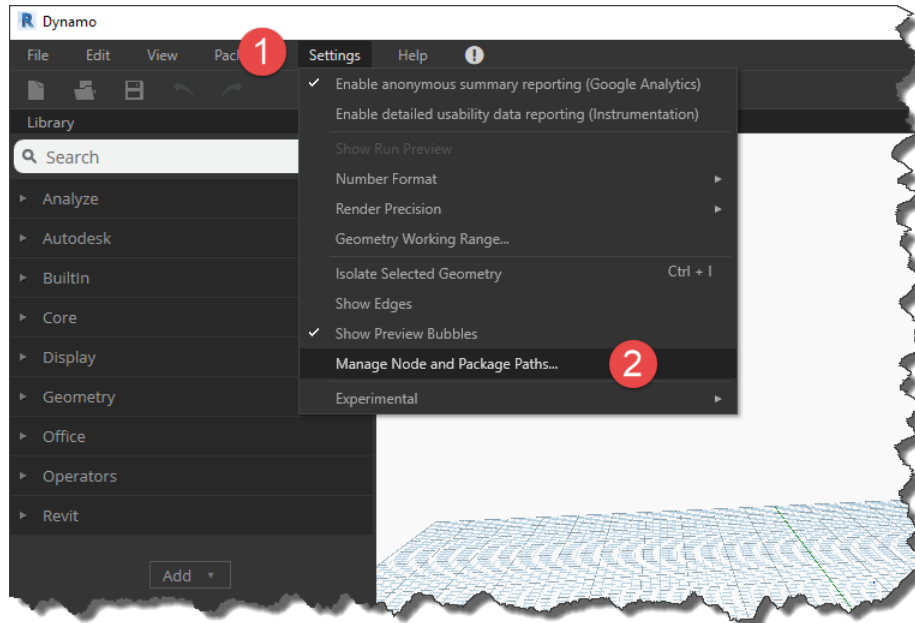 Dynamo
File Edit View Pac 1 Settings Help !
Library
Search
Analyze
Autodesk
BuiltIn
Core
Display
Geometry
Office
Operators
Revit
Add
Enable anonymous summary reporting (Google Analytics)
Enable detailed usability data reporting (Instrumentation)
Show Run Preview
Number Format
Render Precision
Geometry Working Range...
Isolate Selected Geometry Ctrl + I
Show Edges
Show Preview Bubbles
Manage Node and Package Paths... 2
Experimental